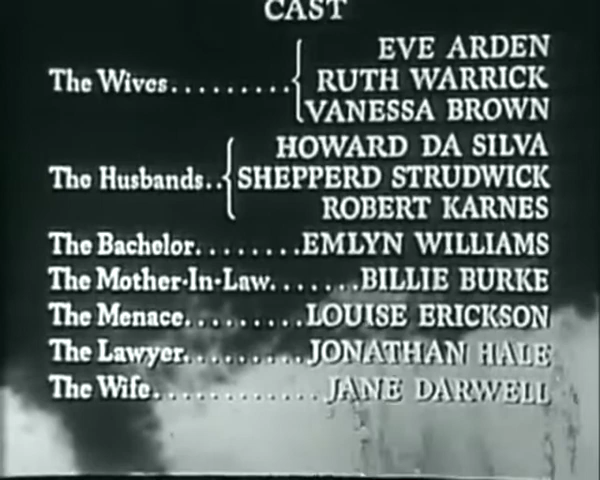 CAST
EVE ARDEN
The Wives.........RUTH WARRICK
VANESSA BROWN
HOWARD DA SILVA
The Husbands..SHEPPERD STRUDWICK
ROBERT KARNES
The Bachelor........EMLYN WILLIAMS
The Mother-In-Law.......BILLIE BURKE
The Menace.........LOUISE ERICKSON
The Lawyer.........JONATHAN HALE
The Wife............JANE DARWELL